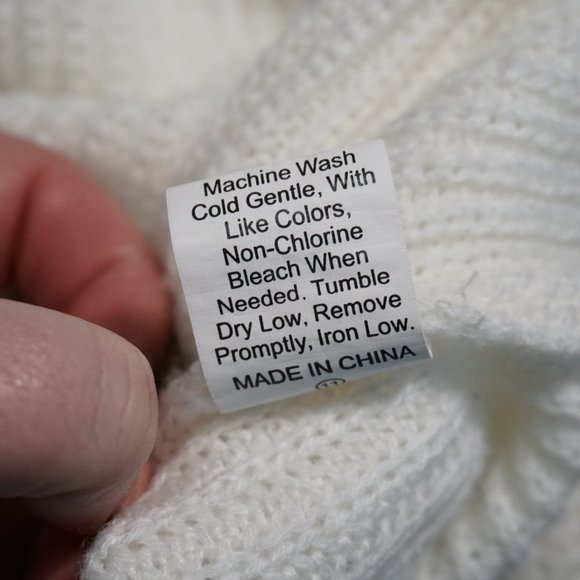 Machine Wash
Cold Gentle, With
Like Colors,
Non-Chlorine
Bleach When
Needed. Tumble
Dry Low, Remove
Promptly, Iron Low.
MADE IN CHINA